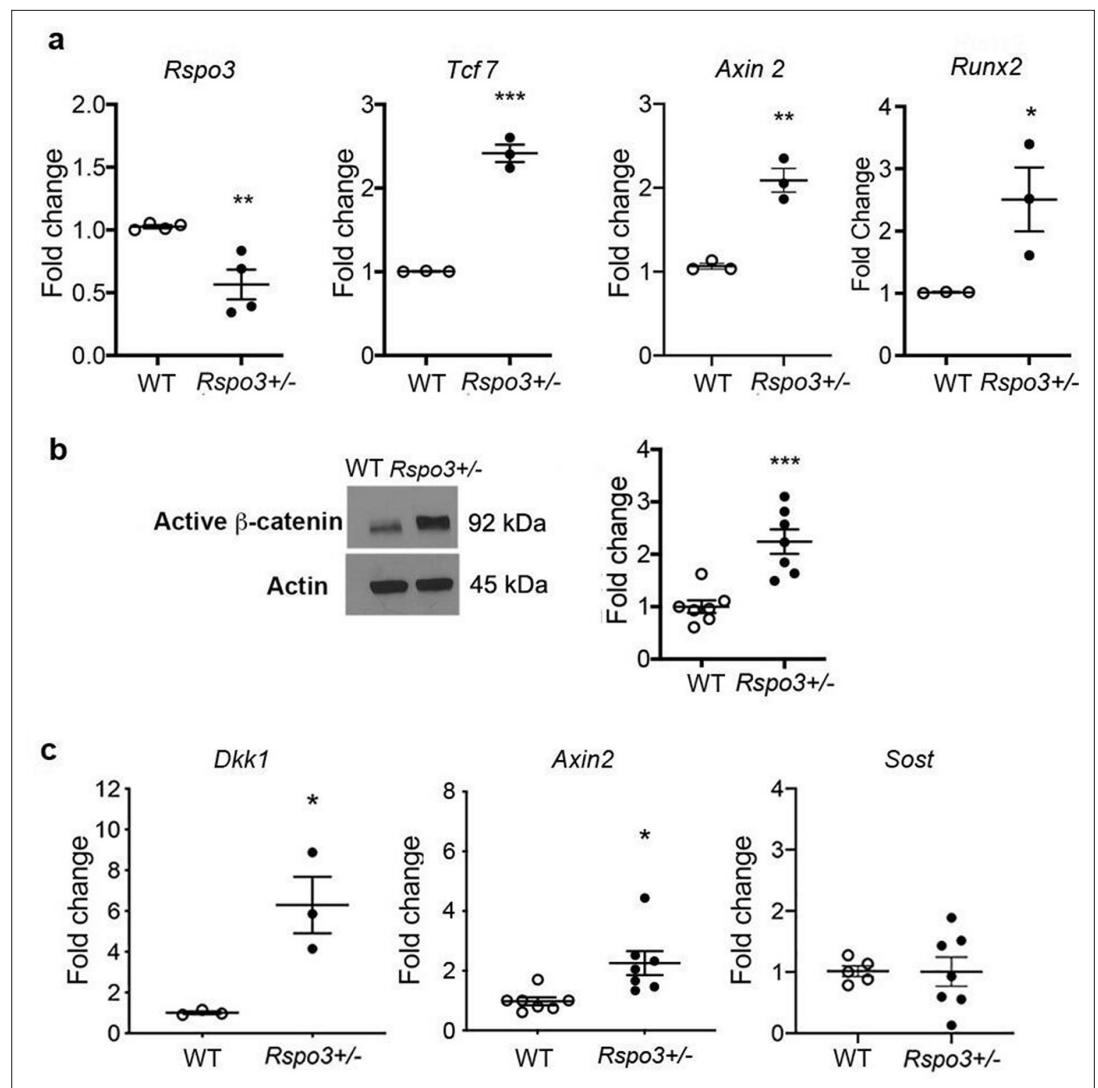 a
Rspo3
Tcf 7
Axin 2
Runx2
Fold change
2.0
1.5
1.0
0.5
0.0
**
WT
Rspo3+/-
Fold change
3
2
1
0
***
WT
Rspo3+/-
Fold change
3
2
1
0
**
WT
Rspo3+/-
Fold Change
4
3
2
1
0
*
WT
Rspo3+/-
b
WT Rspo3+/-
Active β-catenin
92 kDa
Actin
45 kDa
Fold change
4
3
2
1
0
***
WT
Rspo3+/-
c
Dkk1
Axin2
Sost
Fold change
12
10
8
6
4
2
0
*
WT
Rspo3+/-
Fold change
8
6
4
2
0
*
WT
Rspo3+/-
Fold change
4
3
2
1
0
WT
Rspo3+/-